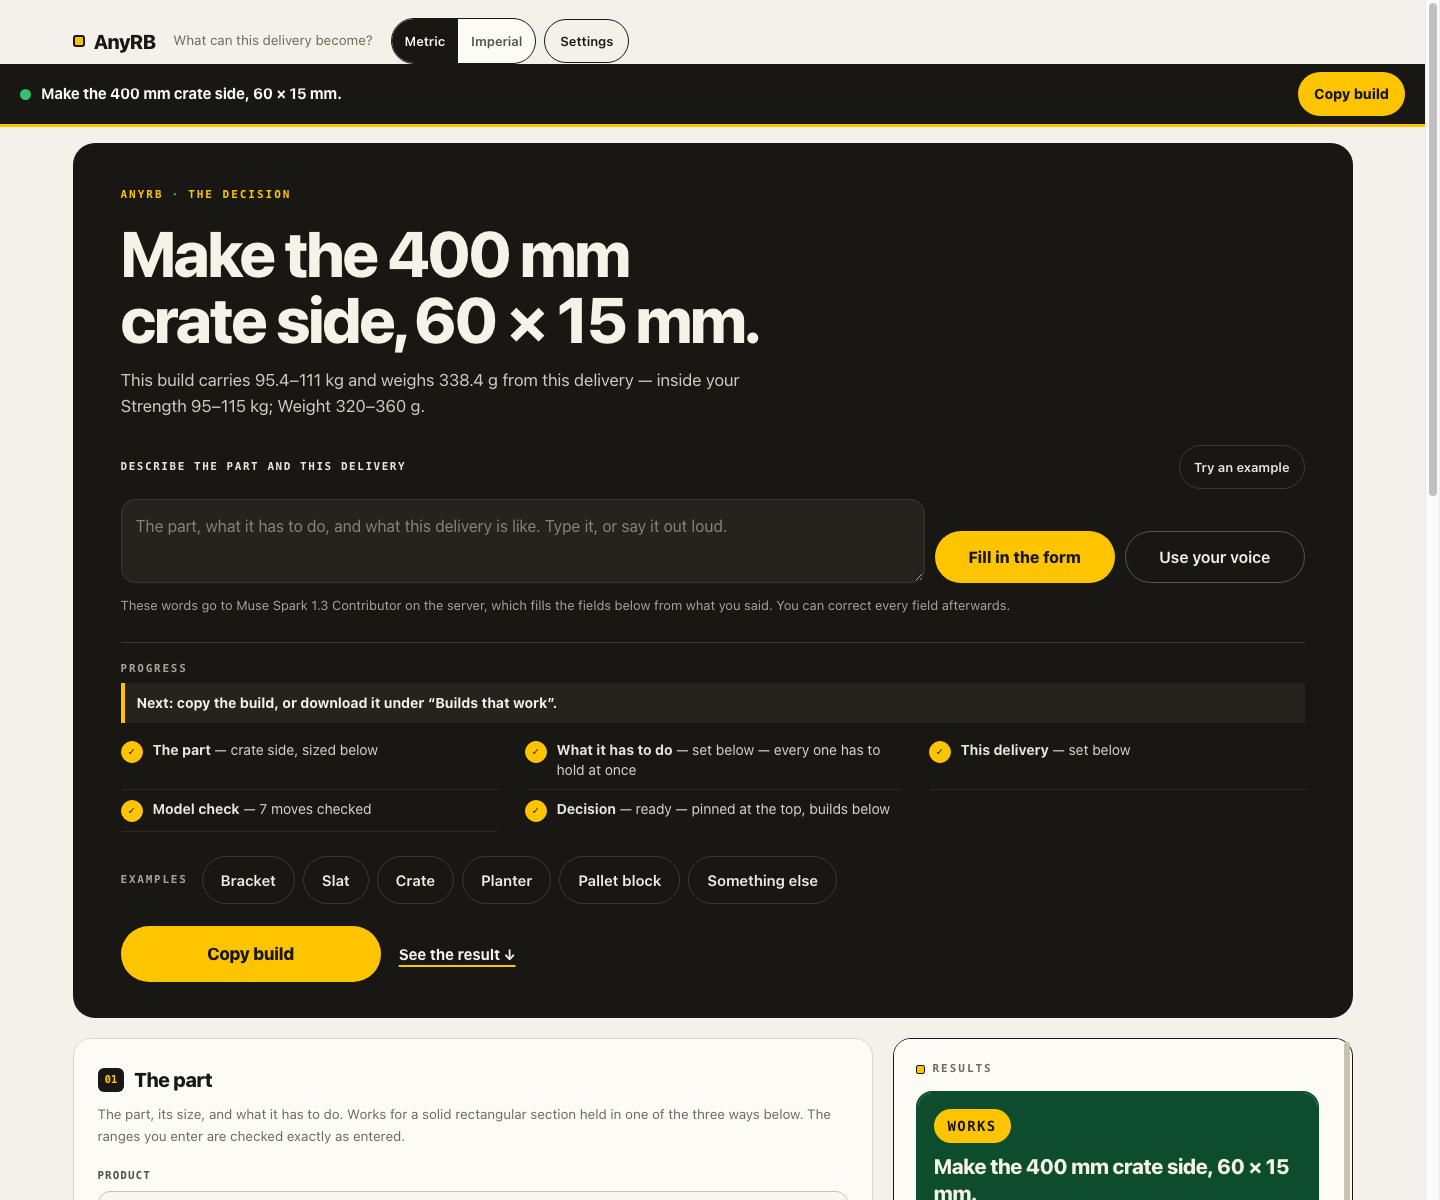 AnyRB
What can this delivery become?
Metric
Imperial
Settings
Make the 400 mm crate side, 60 × 15 mm.
Copy build
ANYRB · THE DECISION
Make the 400 mm
crate side, 60 × 15 mm.
This build carries 95.4–111 kg and weighs 338.4 g from this delivery — inside your
Strength 95–115 kg; Weight 320–360 g.
DESCRIBE THE PART AND THIS DELIVERY
Try an example
The part, what it has to do, and what this delivery is like. Type it, or say it out loud.
Fill in the form
Use your voice
These words go to Muse Spark 1.3 Contributor on the server, which fills the fields below from what you said. You can correct every field afterwards.
PROGRESS
Next: copy the build, or download it under “Builds that work”.
✓ The part — crate side, sized below
✓ What it has to do — set below — every one has to
hold at once
✓ This delivery — set below
✓ Model check — 7 moves checked
✓ Decision — ready — pinned at the top, builds below
EXAMPLES
Bracket
Slat
Crate
Planter
Pallet block
Something else
Copy build
See the result ↓
01 The part
The part, its size, and what it has to do. Works for a solid rectangular section held in one of the three ways below. The
ranges you enter are checked exactly as entered.
PRODUCT
RESULTS
WORKS
Make the 400 mm crate side, 60 × 15
mm.